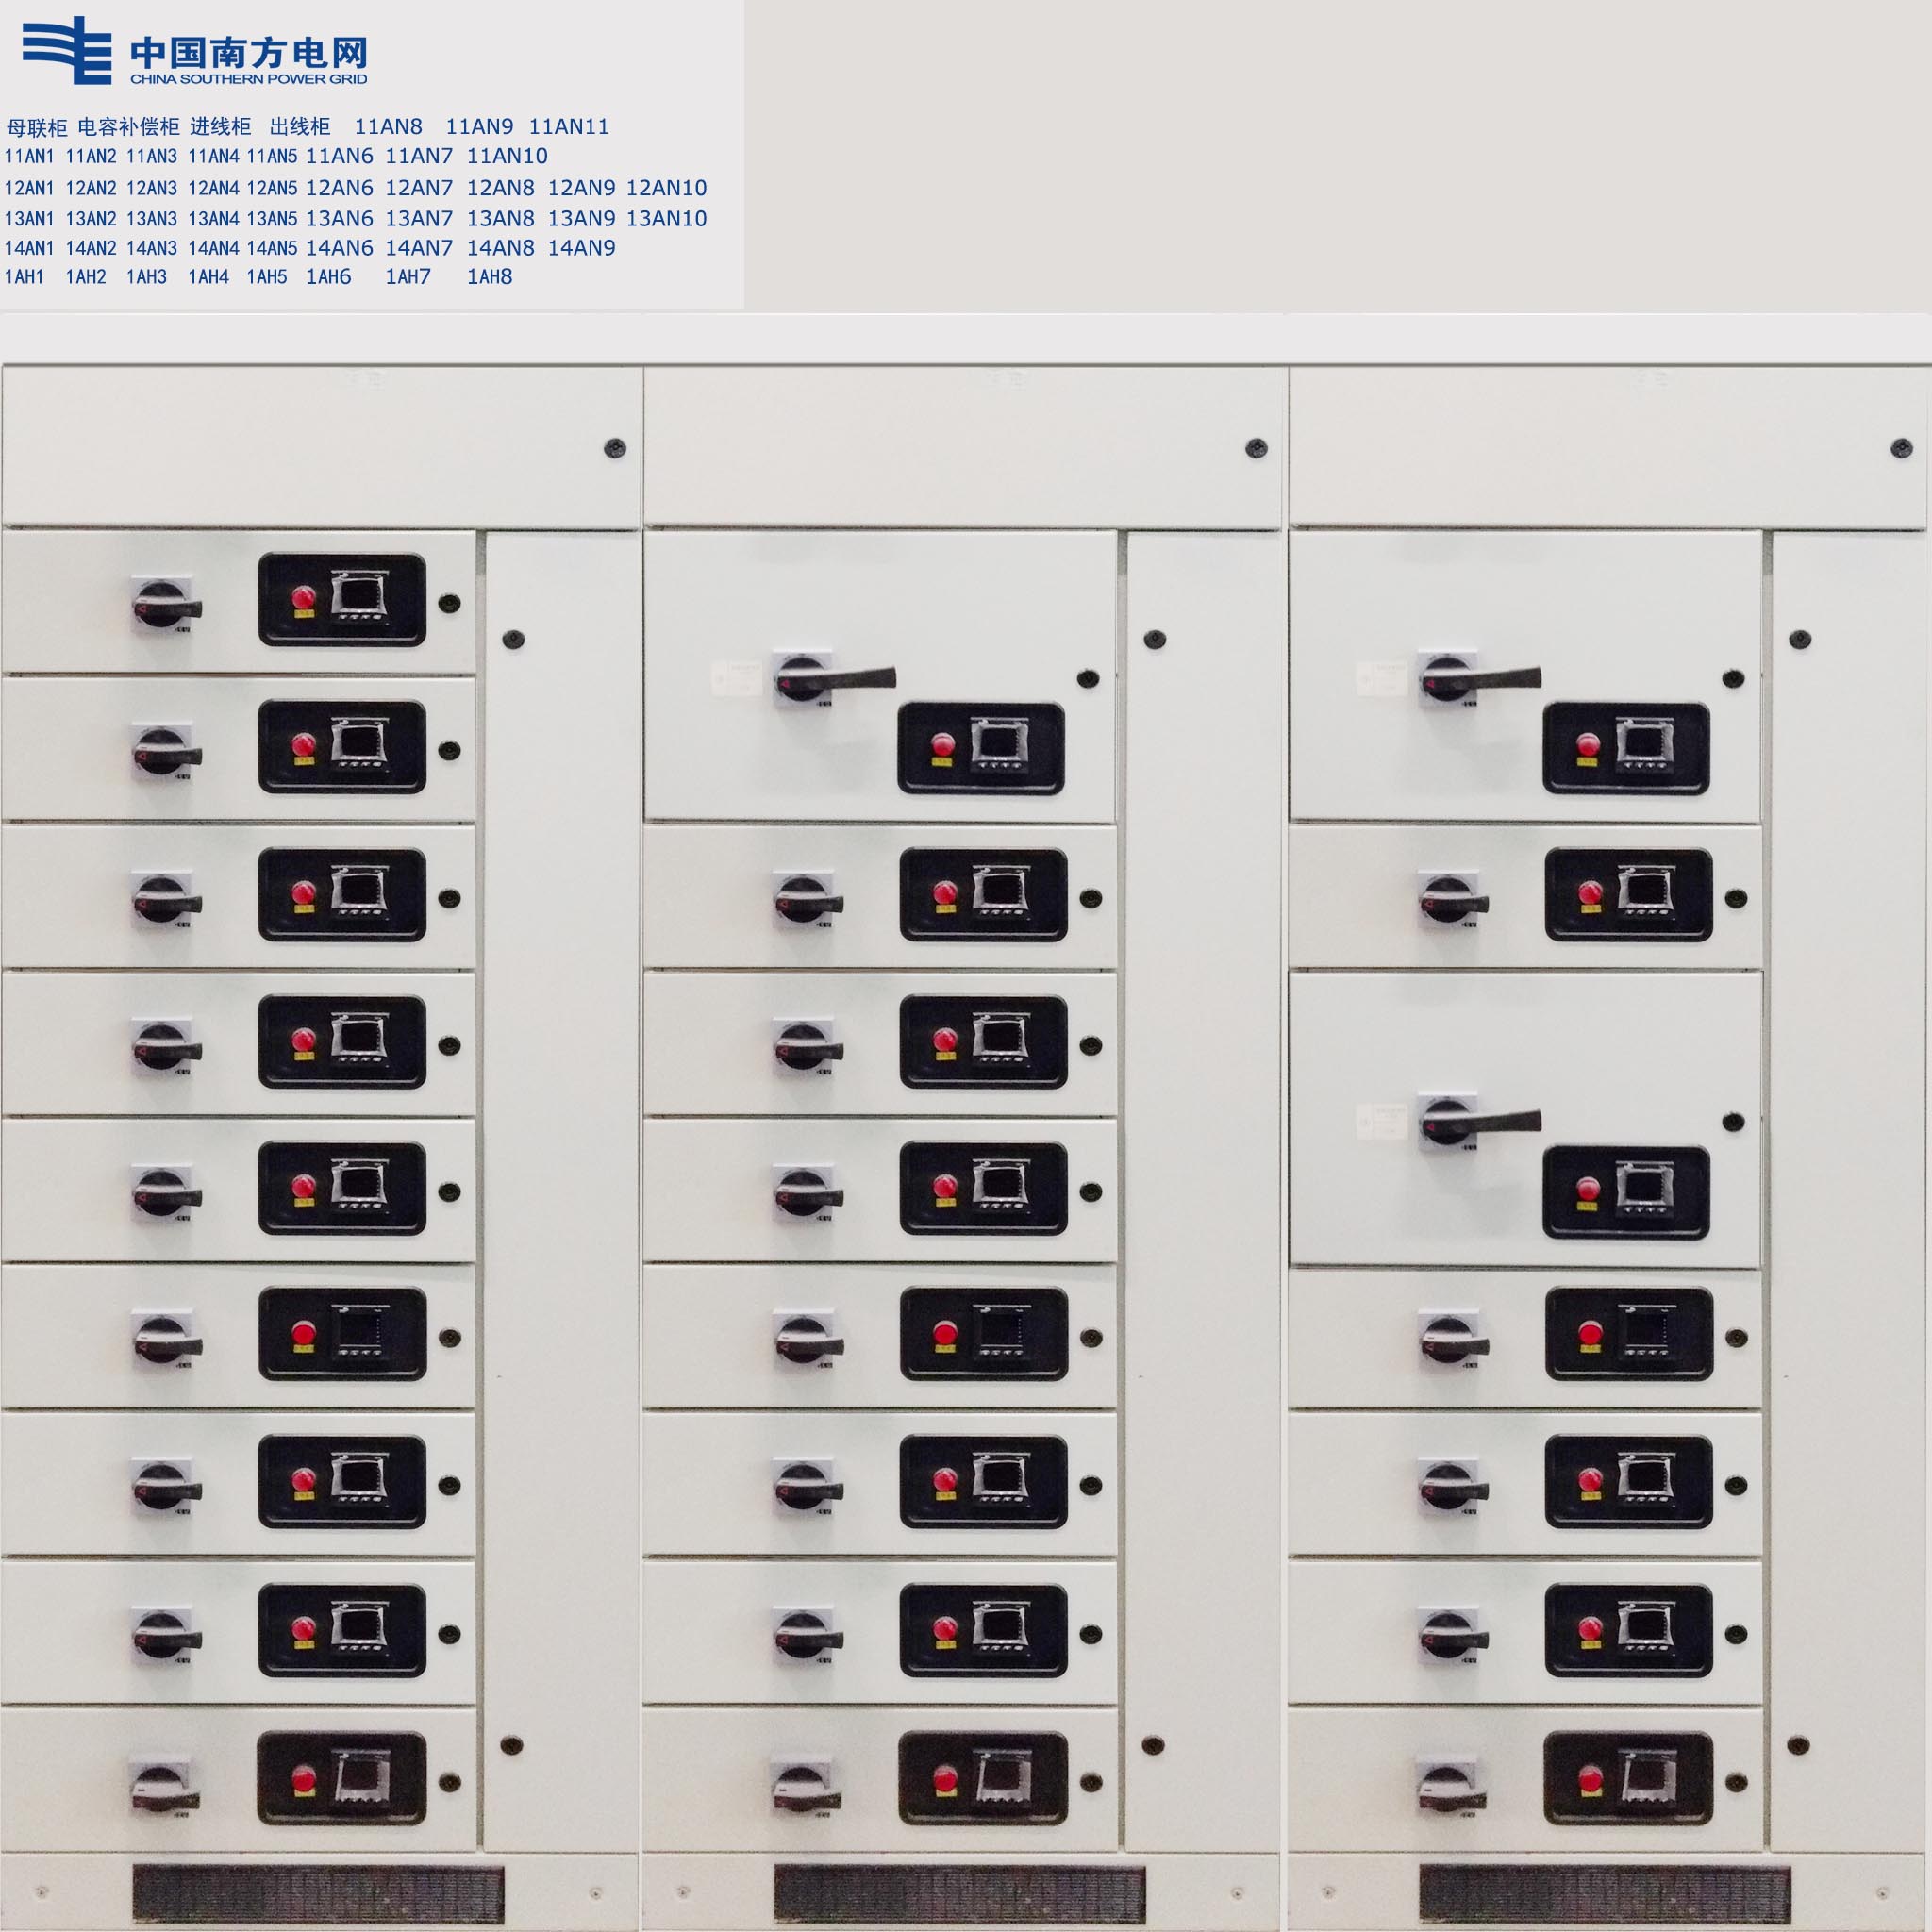 中国南方电网
CHINA SOUTHERN POWER GRID
母联柜 电容补偿柜 进线柜 出线柜 11AN8 11AN9 11AN11
11AN1 11AN2 11AN3 11AN4 11AN5 11AN6 11AN7 11AN10
12AN1 12AN2 12AN3 12AN4 12AN5 12AN6 12AN7 12AN8 12AN9 12AN10
13AN1 13AN2 13AN3 13AN4 13AN5 13AN6 13AN7 13AN8 13AN9 13AN10
14AN1 14AN2 14AN3 14AN4 14AN5 14AN6 14AN7 14AN8 14AN9
1AH1 1AH2 1AH3 1AH4 1AH5 1AH6 1AH7 1AH8